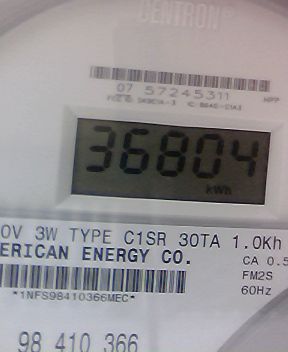 CENTRON®
07 57245311
36804
kWh
0V 3W TYPE C1SR 30TA 1.0Kh
ERICAN ENERGY CO.
CA 0.5
FM2S
*1NFS98410366MEC*
60Hz
98 410 366